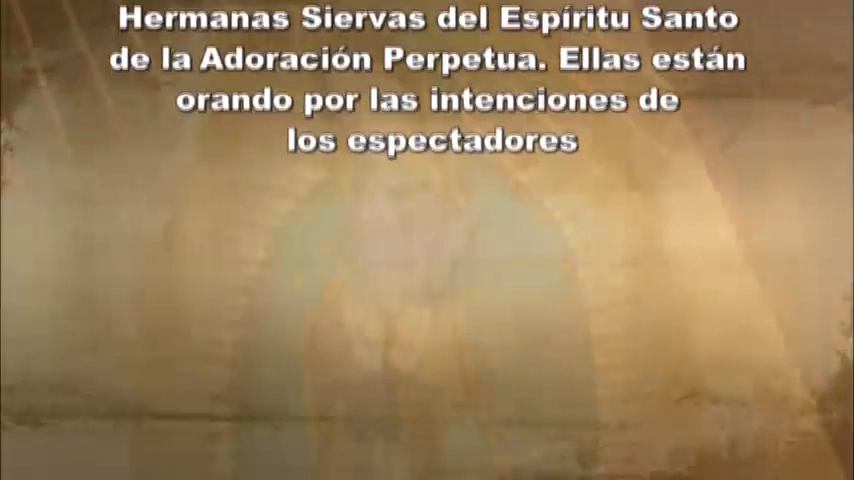 Hermanas Siervas del Espíritu Santo
de la Adoración Perpetua. Ellas están
orando por las intenciones de
los espectadores